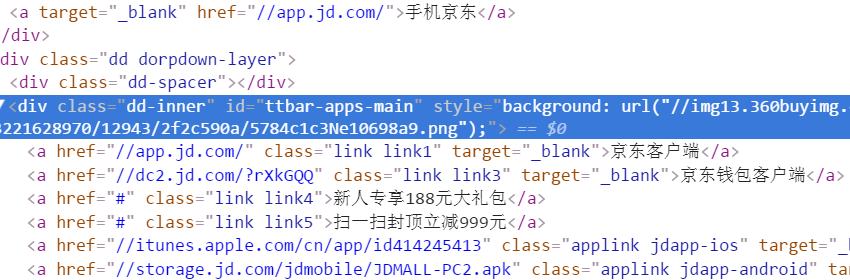 <a target="_blank" href="//app.jd.com/">手机京东</a>
/div>
div class="dd dorpdown-layer">
<div class="dd-spacer"></div>
<div class="dd-inner" id="ttbar-apps-main" style="background: url("//img13.360buyimg.
3221628970/12943/2f2c590a/5784c1c3Ne10698a9.png");"> == $0
<a href="//app.jd.com/" class="link link1" target="_blank">京东客户端</a>
<a href="//dc2.jd.com/?rXkGQQ" class="link link3" target="_blank">京东钱包客户端</a>
<a href="#" class="link link4">新人专享188元大礼包</a>
<a href="#" class="link link5">扫一扫封顶立减999元</a>
<a href="//itunes.apple.com/cn/app/id414245413" class="applink jdapp-ios" target="_b
<a href="//storage.jd.com/jdmobile/JDMALL-PC2.apk" class="applink jdapp-android" tar